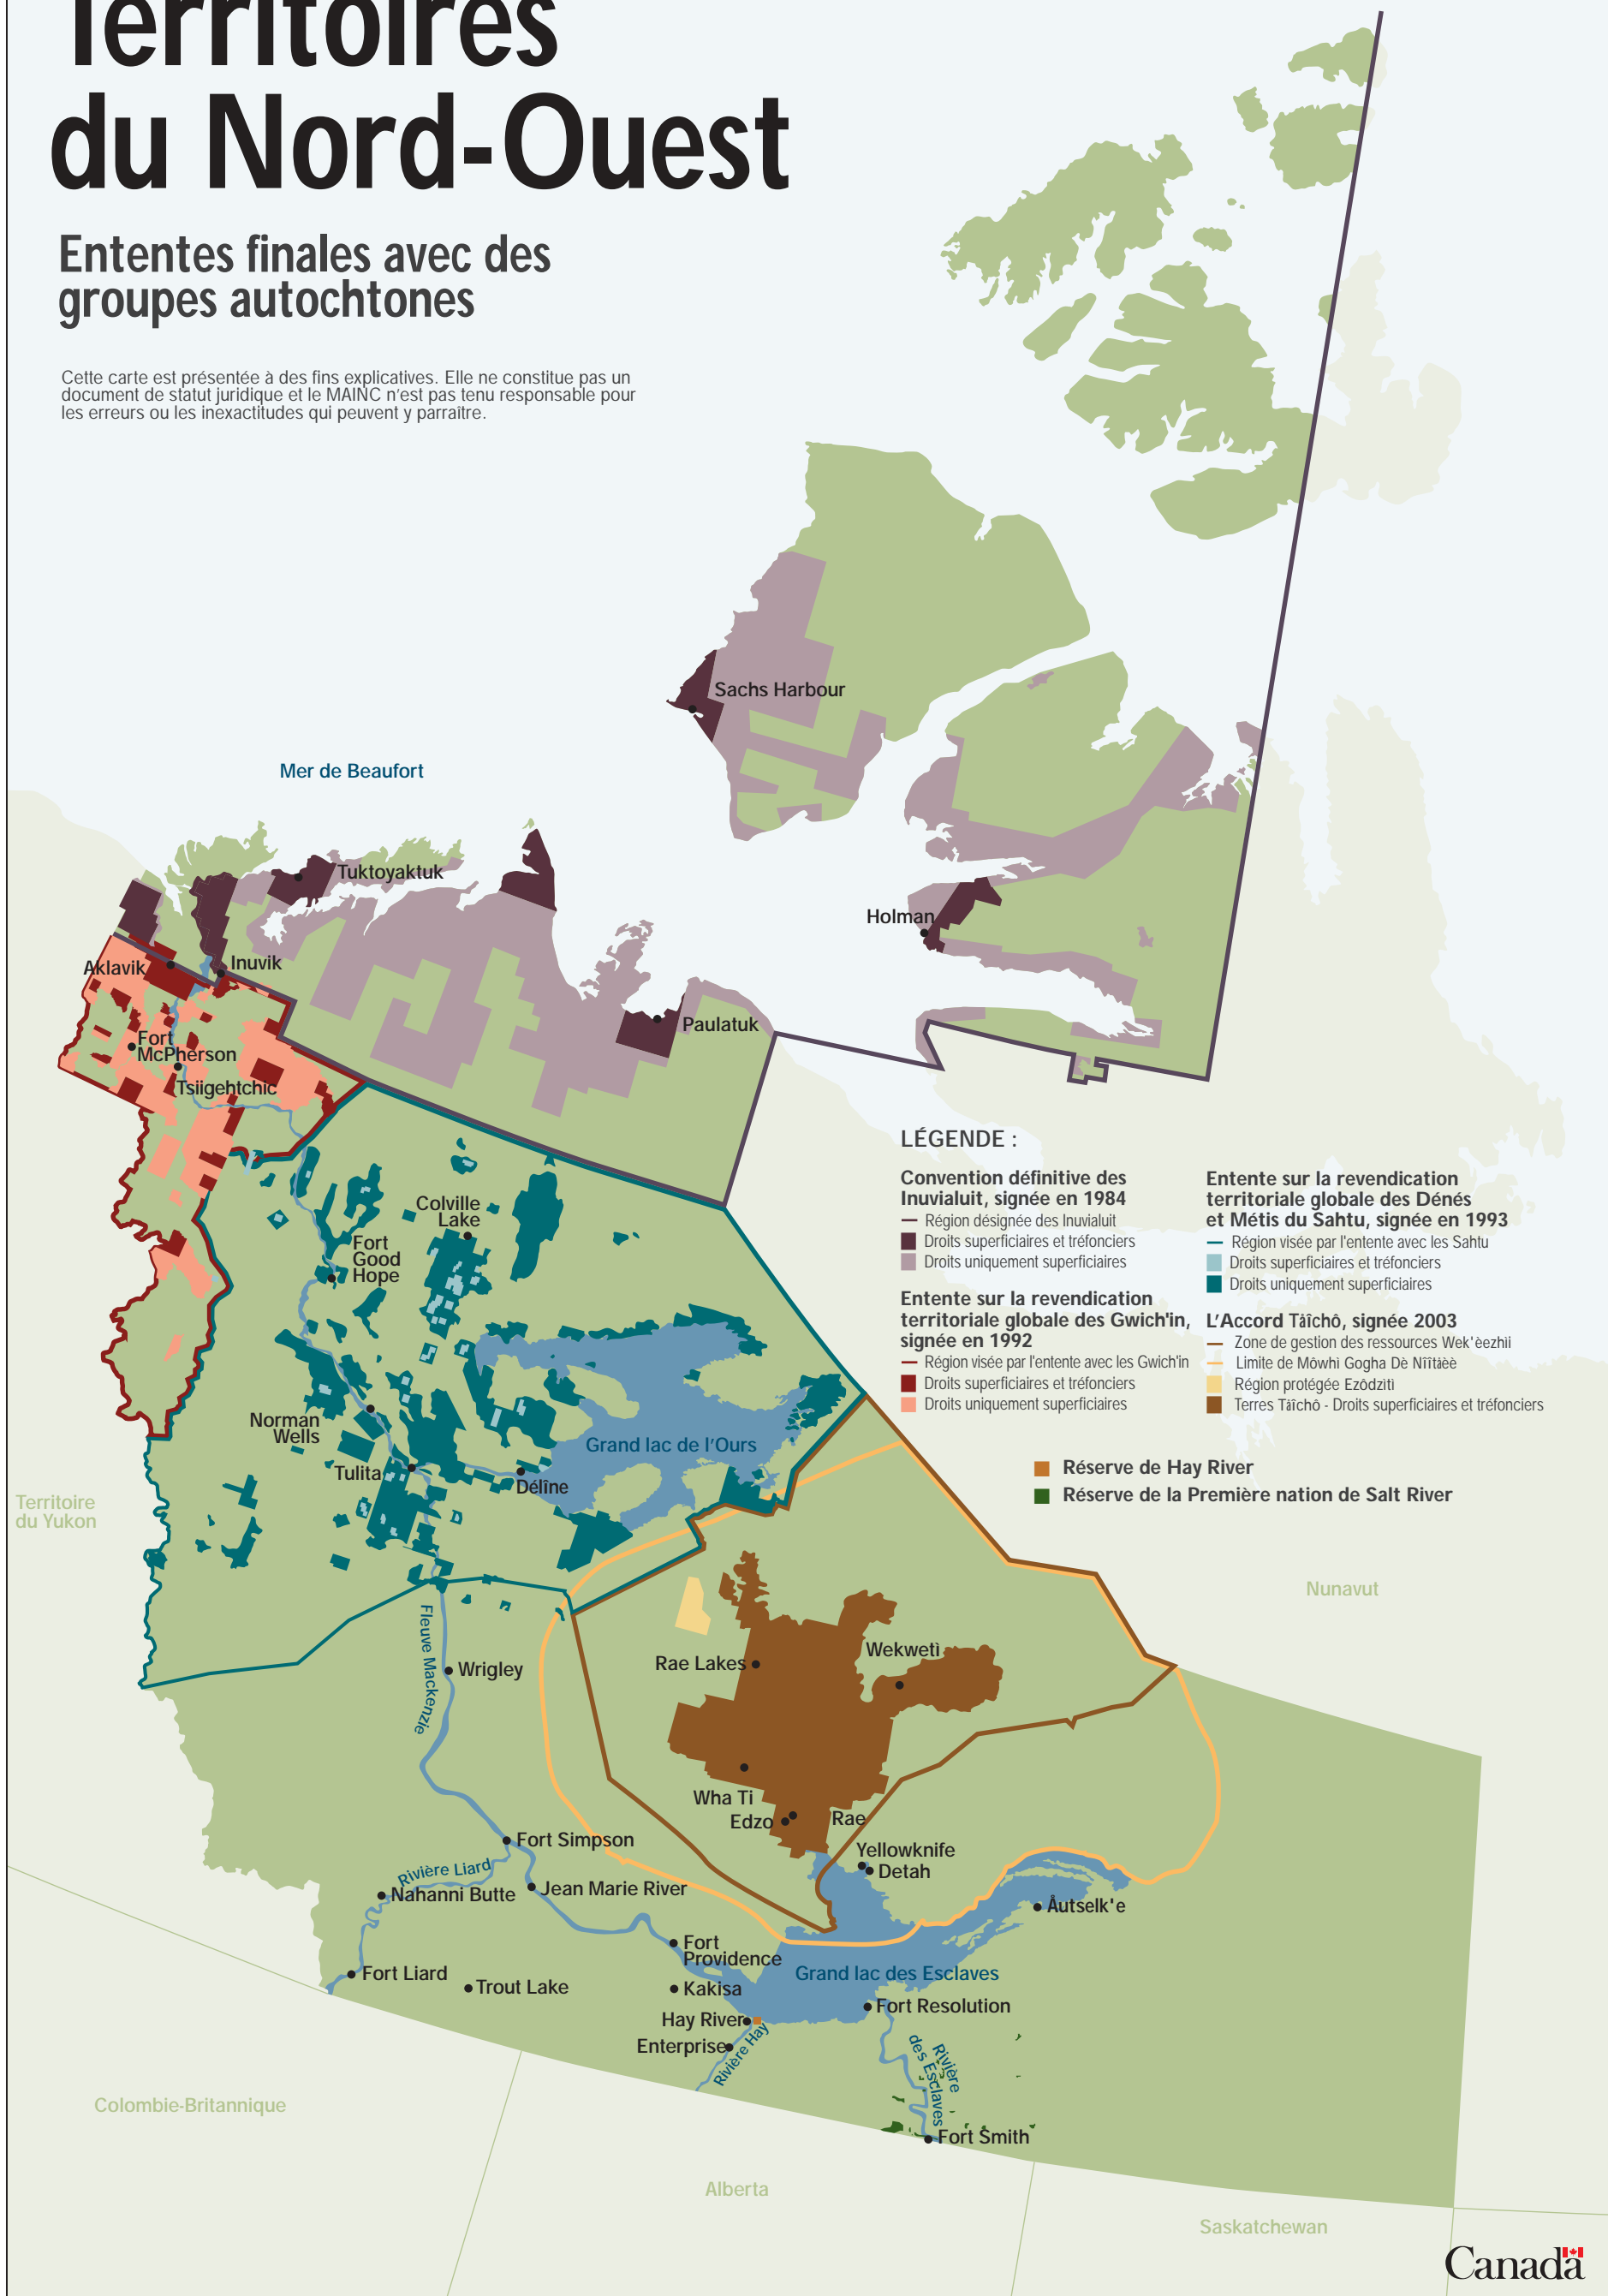 Territoires
du Nord-Ouest
Ententes finales avec des
groupes autochtones
Cette carte est présentée à des fins explicatives. Elle ne constitue pas un
document de statut juridique et le MAINC n'est pas tenu responsable pour
les erreurs ou les inexactitudes qui peuvent y parraître.
Sachs Harbour
Mer de Beaufort
Tuktoyaktuk
Holman
Aklavik
Inuvik
Paulatuk
Fort
McPherson
Tsiigehtchic
LÉGENDE :
Convention définitive des
Inuvialuit, signée en 1984
Région désignée des Inuvialuit
Droits superficiaires et tréfonciers
Droits uniquement superficiaires
Entente sur la revendication
territoriale globale des Gwich'in,
signée en 1992
Région visée par l'entente avec les Gwich'in
Droits superficiaires et tréfonciers
Droits uniquement superficiaires
Entente sur la revendication
territoriale globale des Dénés
et Métis du Sahtu, signée en 1993
Région visée par l'entente avec les Sahtu
Droits superficiaires et tréfonciers
Droits uniquement superficiaires
L'Accord Tåîchô, signée 2003
Zone de gestion des ressources Wek'èezhìi
Limite de Môwhì Gogha Dè Nîîtåèè
Région protégée Ezôdzìtì
Terres Tåîchô - Droits superficiaires et tréfonciers
Réserve de Hay River
Réserve de la Première nation de Salt River
Colville
Lake
Fort
Good
Hope
Norman
Wells
Grand lac de l'Ours
Tulita
Délîne
Territoire
du Yukon
Nunavut
Fleuve Mackenzie
Wrigley
Rae Lakes
Wekwetì
Wha Ti
Edzo
Rae
Fort Simpson
Yellowknife
Detah
Rivière Liard
Nahanni Butte
Jean Marie River
Åutselk'e
Fort
Providence
Grand lac des Esclaves
Fort Liard
Trout Lake
Kakisa
Fort Resolution
Hay River
Enterprise
Rivière Hay
Rivière
des Esclaves
Fort Smith
Colombie-Britannique
Alberta
Saskatchewan
Canada